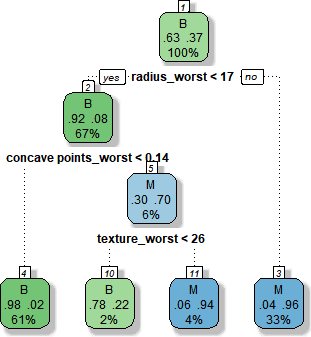 1
B
.63 .37
100%
yes radius_worst < 17 no
2
B
.92 .08
67%
concave points_worst < 0.14
5
M
.30 .70
6%
texture_worst < 26
4 10 11 3
B B M M
.98 .02 .78 .22 .06 .94 .04 .96
61% 2% 4% 33%